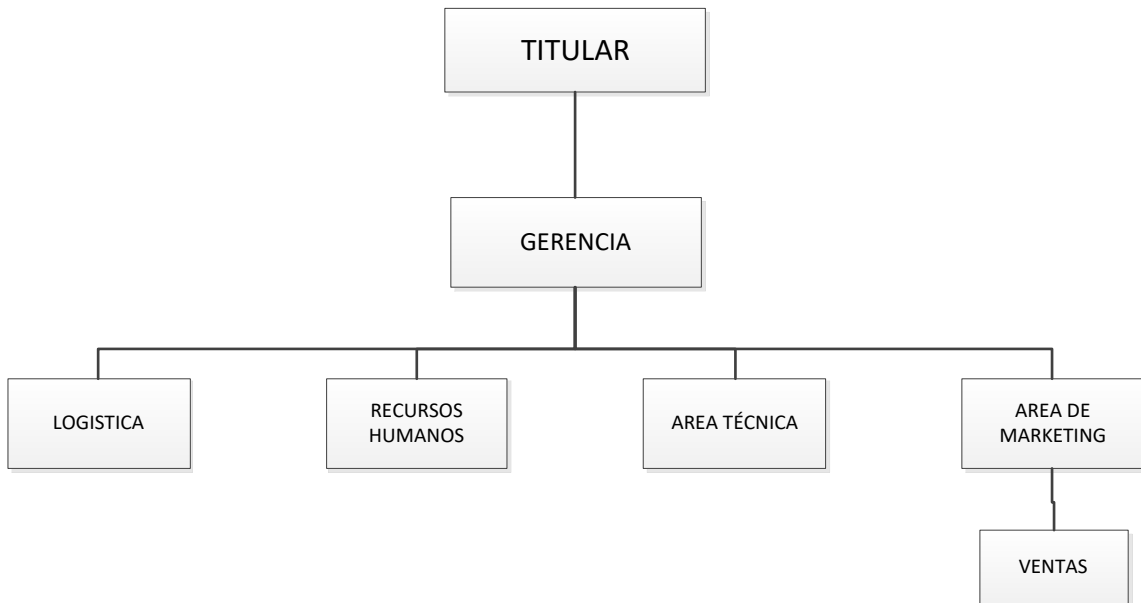 TITULAR
GERENCIA
LOGISTICA
RECURSOS
HUMANOS
AREA TÉCNICA
AREA DE
MARKETING
VENTAS